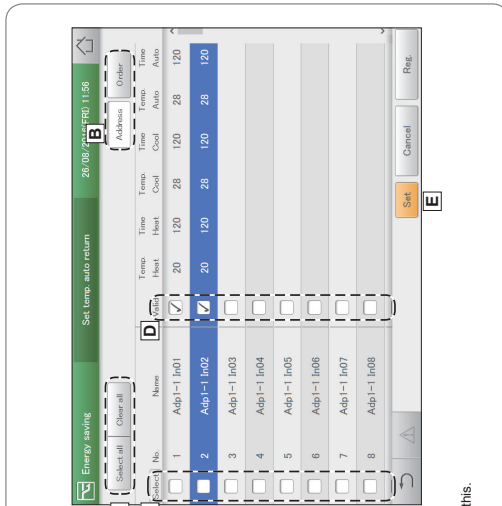 Energy saving Set temp. auto return 26/08/2016(FRI) 11:56
B
Select all Clear all Address Order
Select No. Name Valid Temp. Heat Time Heat Temp. Cool Time Cool Temp. Auto Time Auto
D
1 Adp1-1 In01 20 120 28 120 28 120
2 Adp1-1 In02 20 120 28 120 28 120
3 Adp1-1 In03
4 Adp1-1 In04
5 Adp1-1 In05
6 Adp1-1 In06
7 Adp1-1 In07
8 Adp1-1 In08
Set Cancel Reg.
E
this.